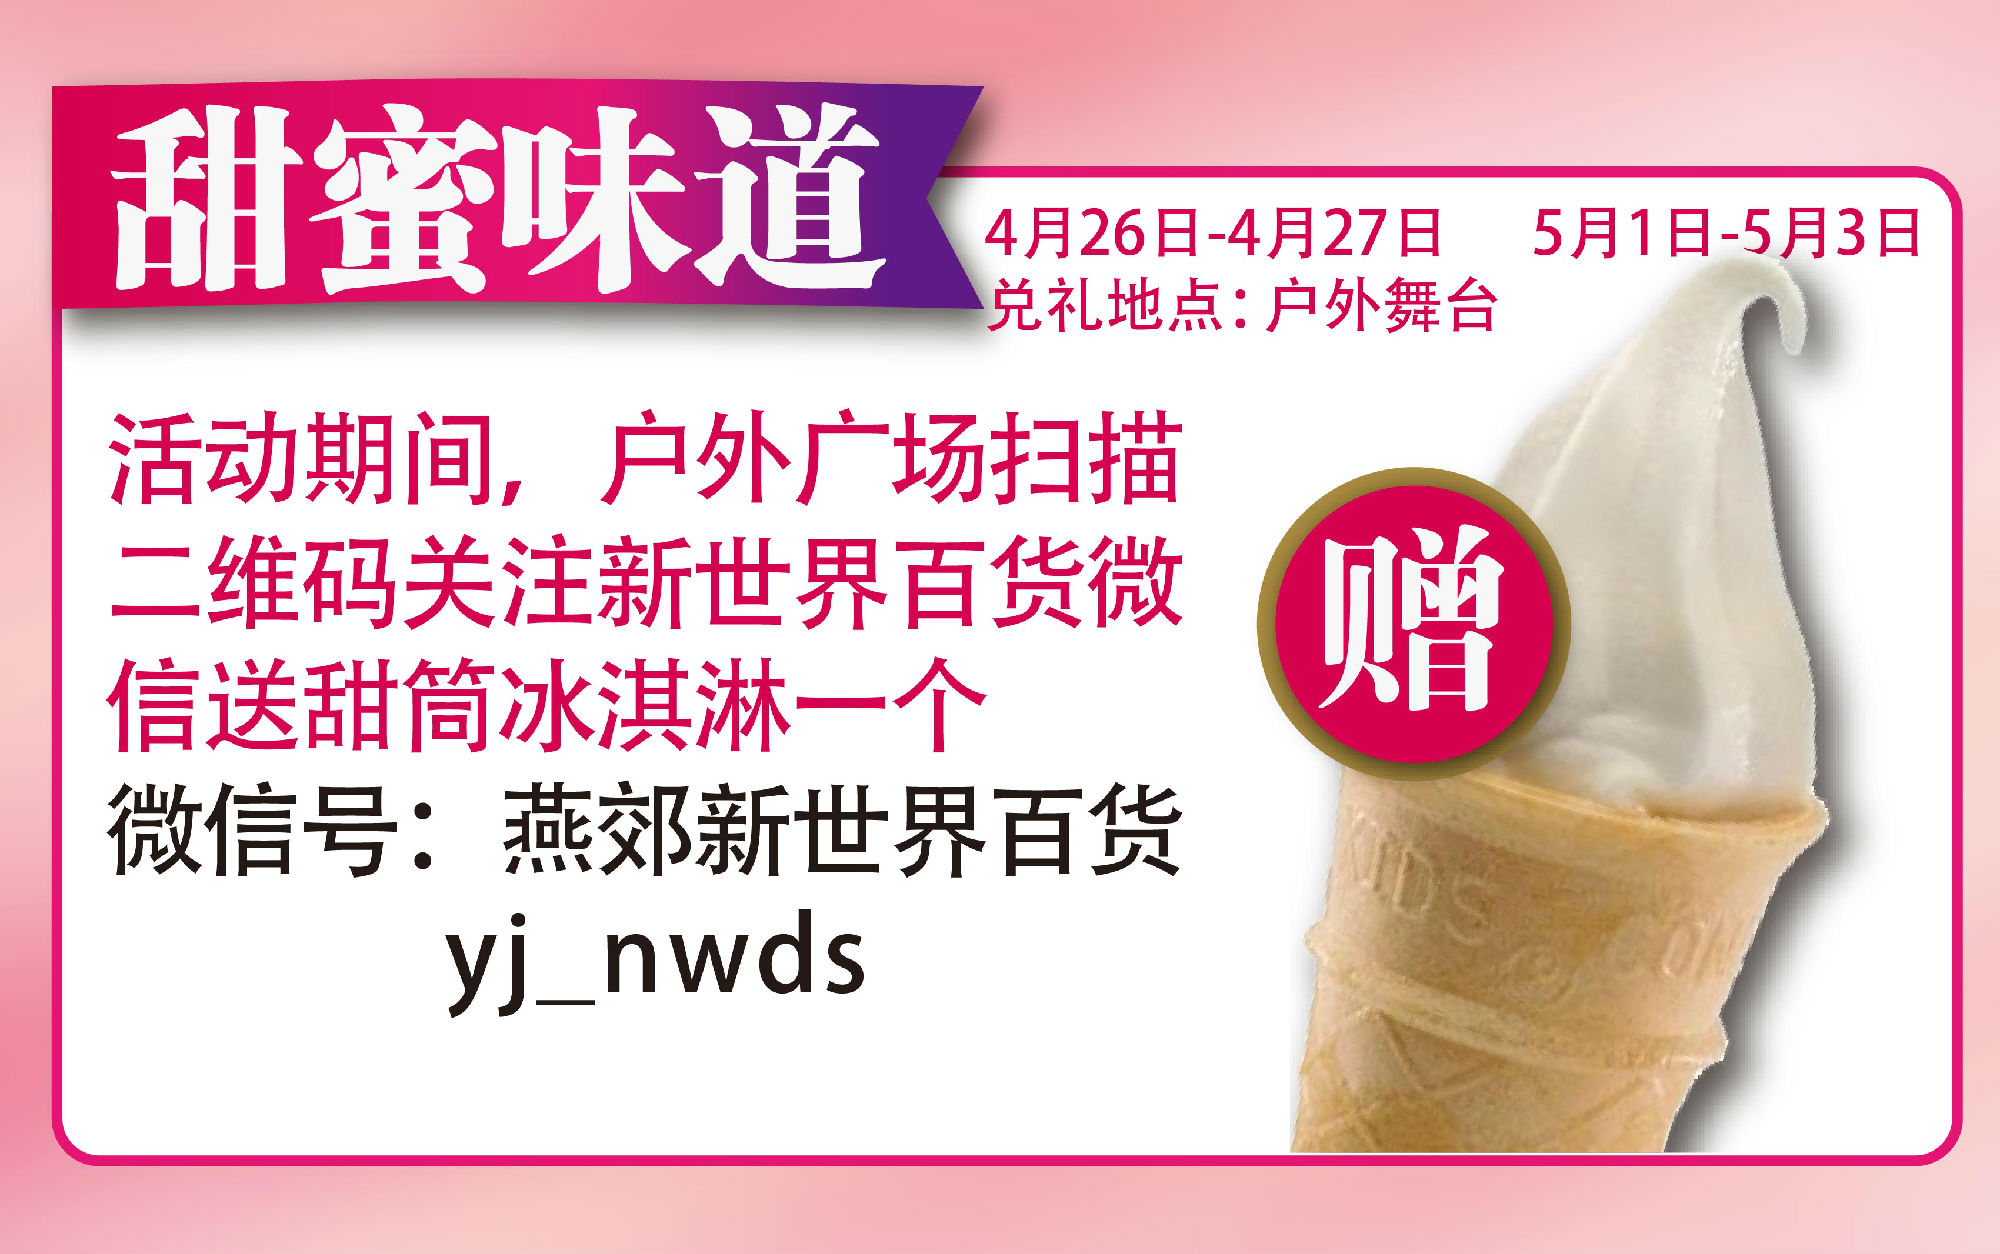 甜蜜味道
4月26日-4月27日 5月1日-5月3日
兑礼地点：户外舞台
活动期间，户外广场扫描
二维码关注新世界百货微
信送甜筒冰淇淋一个
微信号：燕郊新世界百货
yj_nwds
赠